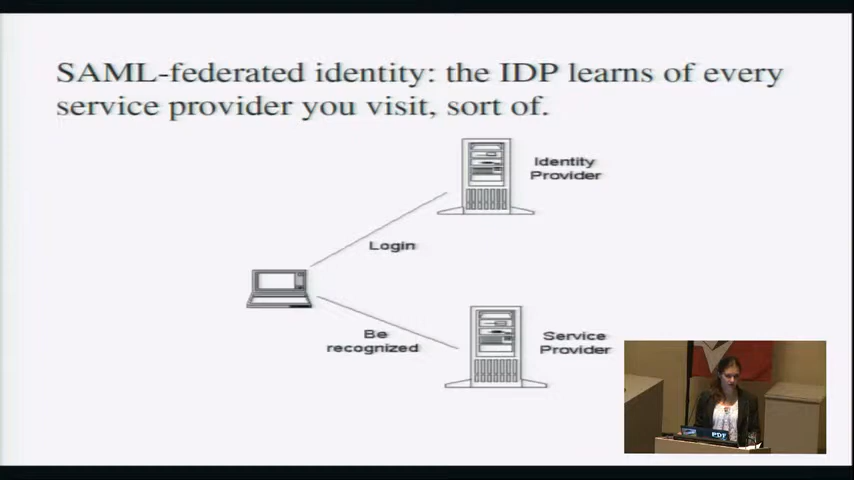 SAML-federated identity: the IDP learns of every
service provider you visit, sort of.
Identity
Provider
Login
Be
recognized
Service
Provider
PDF